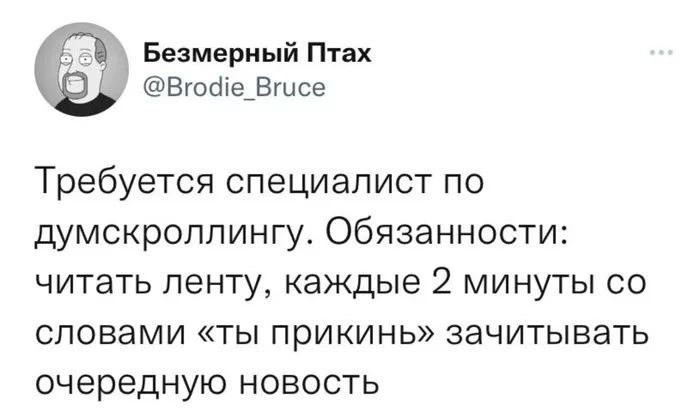 Безмерный Птах
@Brodie_Bruce
Требуется специалист по
думскроллингу. Обязанности:
читать ленту, каждые 2 минуты со
словами «ты прикинь» зачитывать
очередную новость